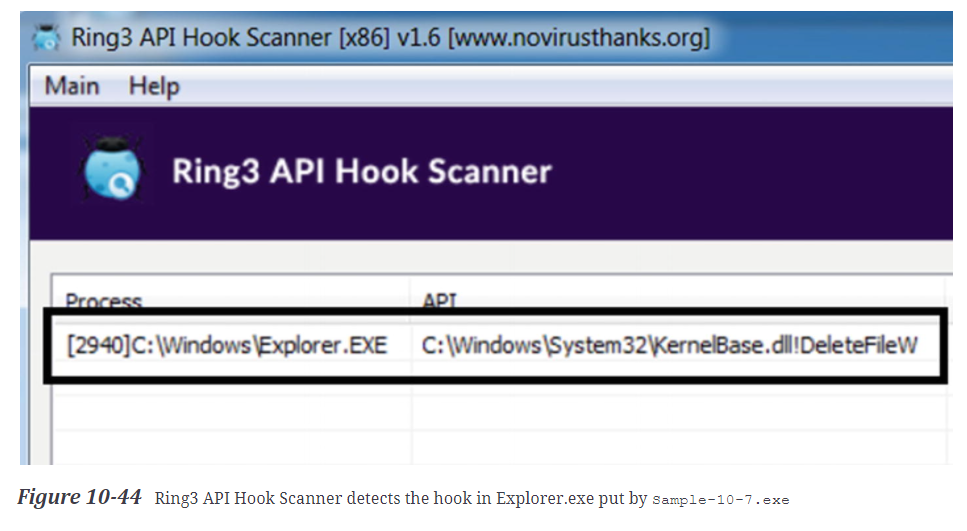 Ring3 API Hook Scanner [x86] v1.6 [www.novirusthanks.org]
Main Help
Ring3 API Hook Scanner
Process API
[2940]C:\Windows\Explorer.EXE C:\Windows\System32\KernelBase.dll!DeleteFileW
Figure 10-44 Ring3 API Hook Scanner detects the hook in Explorer.exe put by Sample-10-7.exe